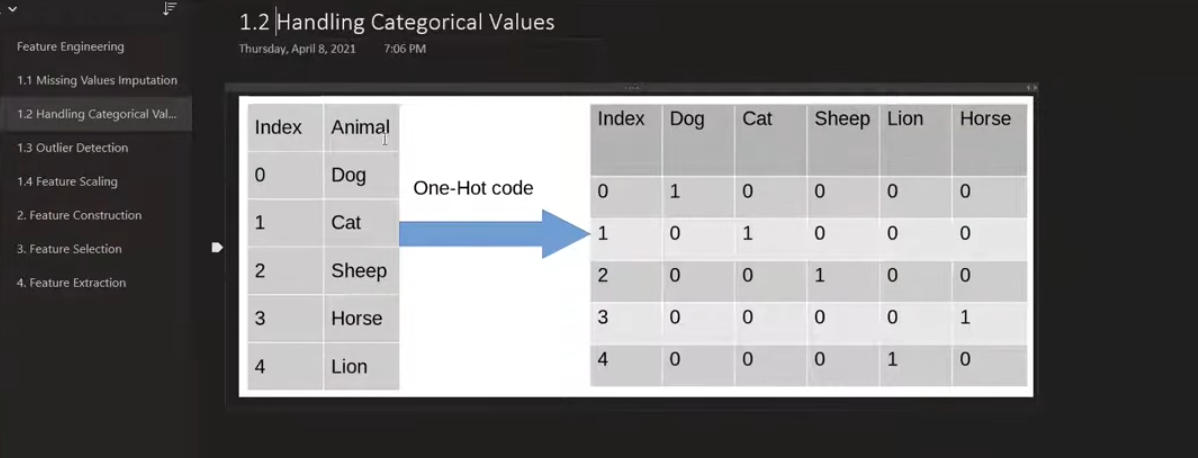 Feature Engineering
1.1 Missing Values Imputation
1.2 Handling Categorical Val...
1.3 Outlier Detection
1.4 Feature Scaling
2. Feature Construction
3. Feature Selection
4. Feature Extraction
1.2 Handling Categorical Values
Thursday, April 8, 2021 7:06 PM
Index Animal
0 Dog
1 Cat
2 Sheep
3 Horse
4 Lion
One-Hot code
Index Dog Cat Sheep Lion Horse
0 1 0 0 0 0
1 0 1 0 0 0
2 0 0 1 0 0
3 0 0 0 0 1
4 0 0 0 1 0